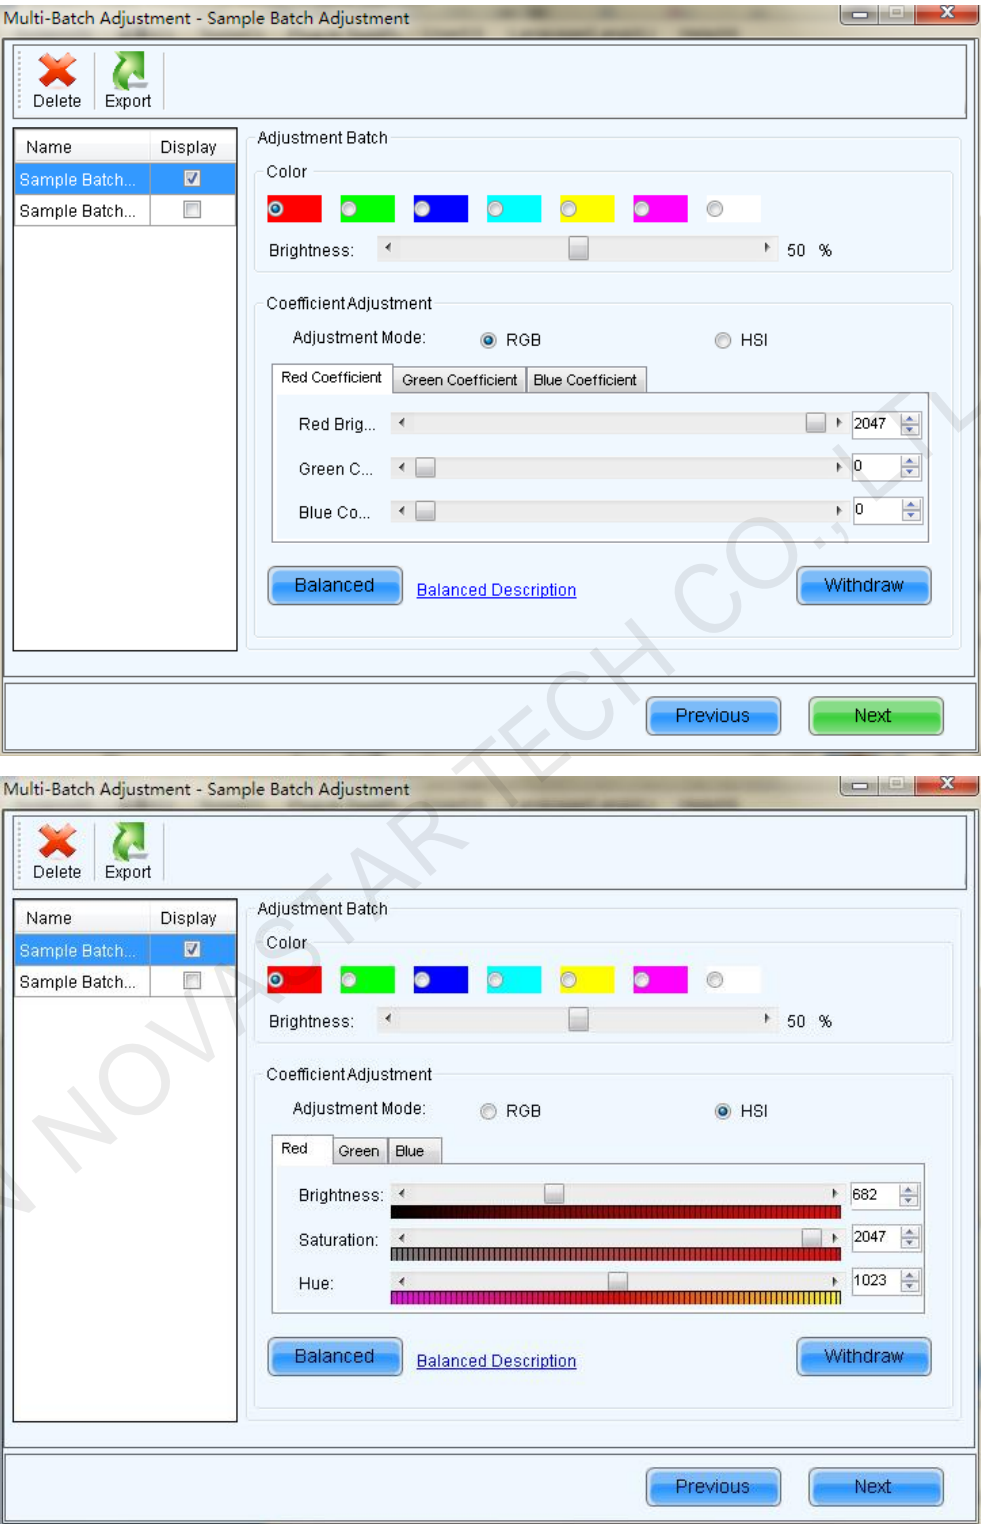 Multi-Batch Adjustment - Sample Batch Adjustment
Delete Export
Name Display
Adjustment Batch
Color
Sample Batch...
Sample Batch...
Brightness: 50 %
Coefficient Adjustment
Adjustment Mode: RGB HSI
Red Coefficient Green Coefficient Blue Coefficient
Red Brig... 2047
Green C... 0
Blue Co... 0
Balanced Balanced Description Withdraw
Previous Next
Multi-Batch Adjustment - Sample Batch Adjustment
Delete Export
Name Display
Adjustment Batch
Color
Sample Batch...
Sample Batch...
Brightness: 50 %
Coefficient Adjustment
Adjustment Mode: RGB HSI
Red Green Blue
Brightness: 682
Saturation: 2047
Hue: 1023
Balanced Balanced Description Withdraw
Previous Next
N NOVASTAR TECH CO., LTD